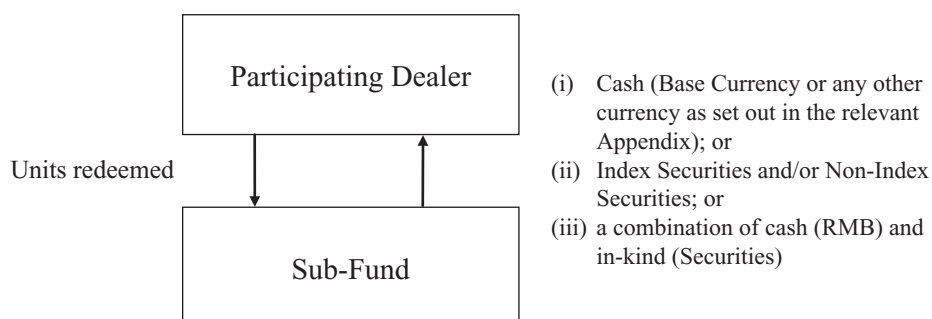 Participating Dealer
Units redeemed
Sub-Fund
(i) Cash (Base Currency or any other
currency as set out in the relevant
Appendix); or
(ii) Index Securities and/or Non-Index
Securities; or
(iii) a combination of cash (RMB) and
in-kind (Securities)